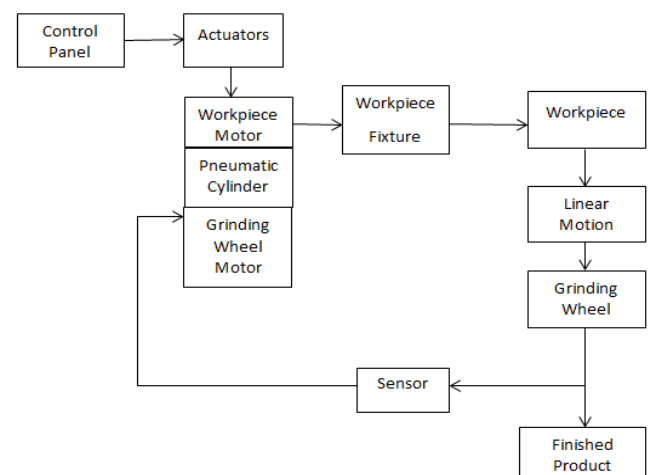 Control
Panel
Actuators
Workpiece
Motor
Pneumatic
Cylinder
Grinding
Wheel
Motor
Workpiece
Fixture
Workpiece
Linear
Motion
Grinding
Wheel
Sensor
Finished
Product